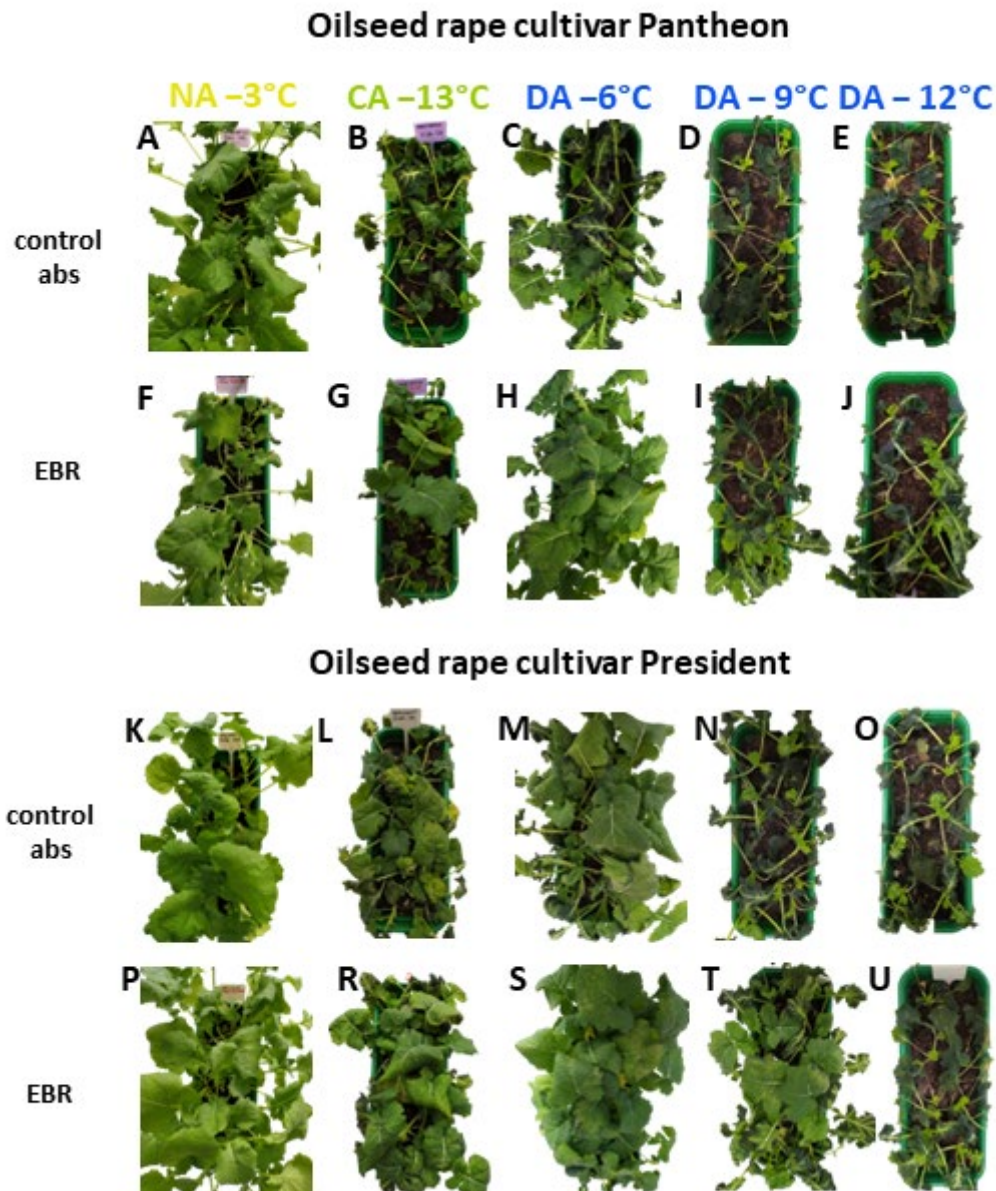 Oilseed rape cultivar Pantheon
NA –3°C CA –13°C DA –6°C DA – 9°C DA – 12°C
A B C D E
control
abs
F G H I J
EBR
Oilseed rape cultivar President
K L M N O
control
abs
P R S T U
EBR